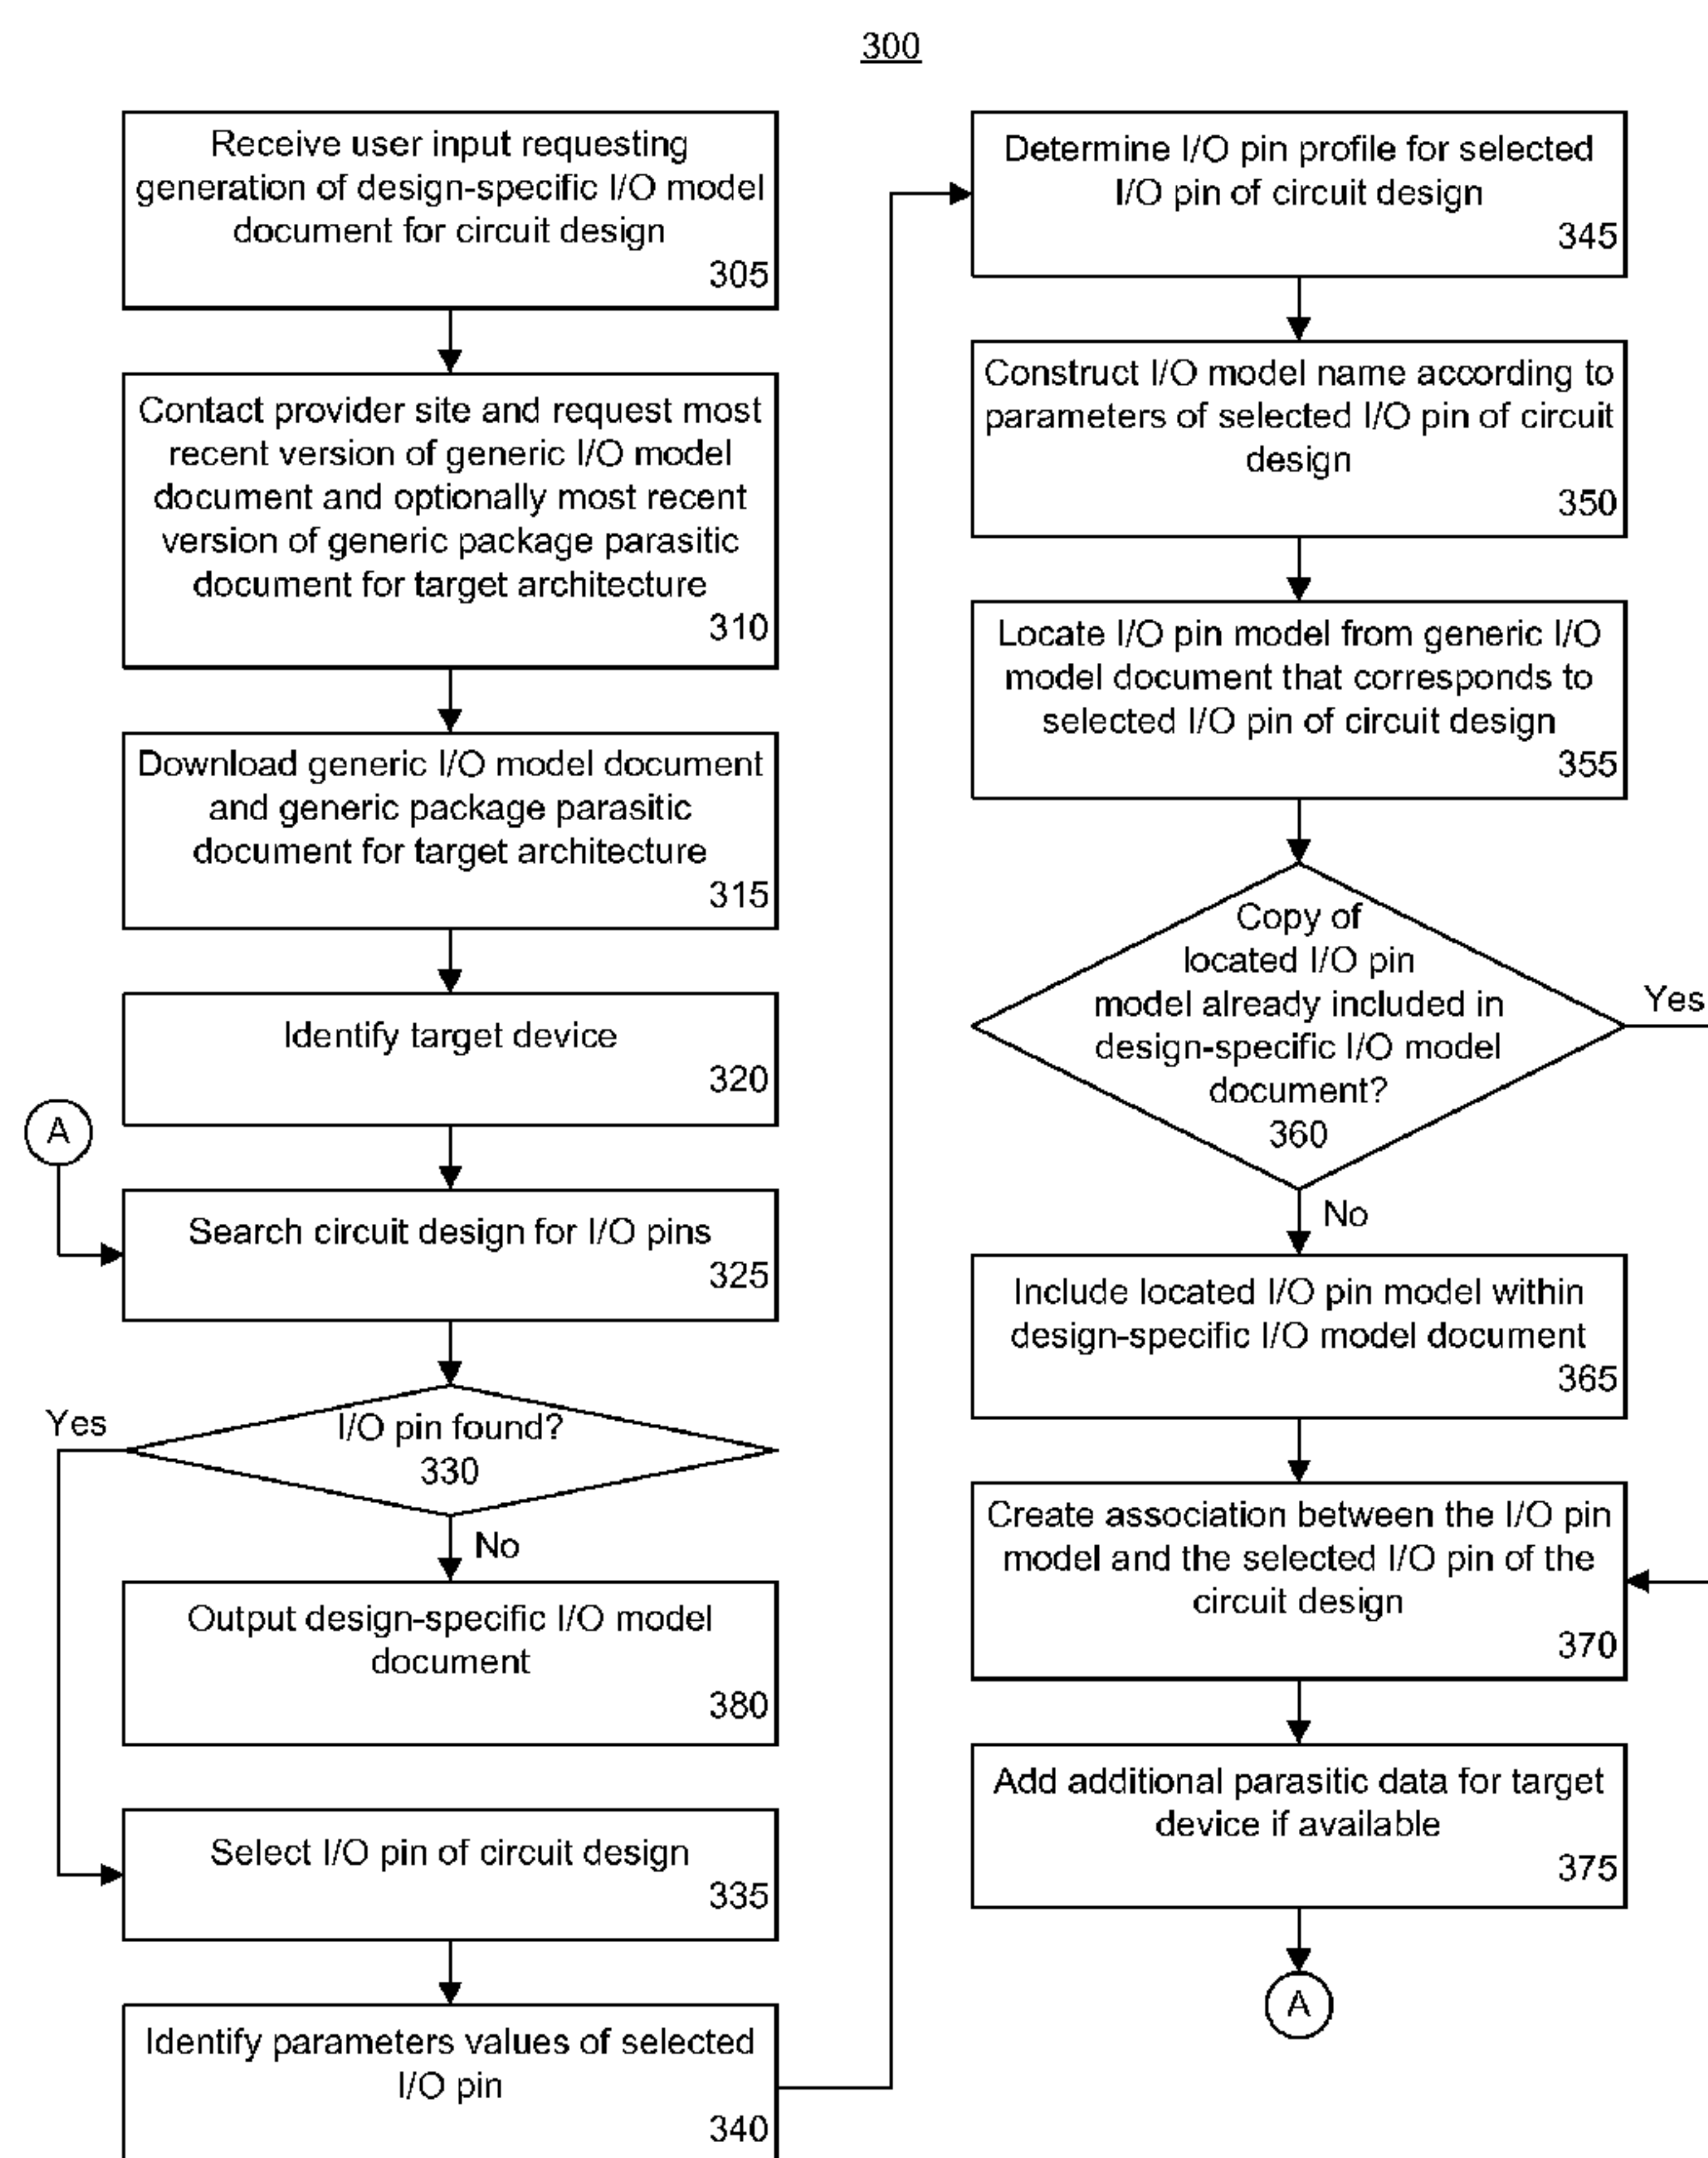 300
Receive user input requesting
generation of design-specific I/O model
document for circuit design
305
Contact provider site and request most
recent version of generic I/O model
document and optionally most recent
version of generic package parasitic
document for target architecture
310
Download generic I/O model document
and generic package parasitic
document for target architecture
315
Identify target device
320
A
Search circuit design for I/O pins
325
I/O pin found?
330
Yes
No
Output design-specific I/O model
document
380
Select I/O pin of circuit design
335
Identify parameters values of selected
I/O pin
340
Determine I/O pin profile for selected
I/O pin of circuit design
345
Construct I/O model name according to
parameters of selected I/O pin of circuit
design
350
Locate I/O pin model from generic I/O
model document that corresponds to
selected I/O pin of circuit design
355
Copy of
located I/O pin
model already included in
design-specific I/O model
document?
360
Yes
No
Include located I/O pin model within
design-specific I/O model document
365
Create association between the I/O pin
model and the selected I/O pin of the
circuit design
370
Add additional parasitic data for target
device if available
375
A